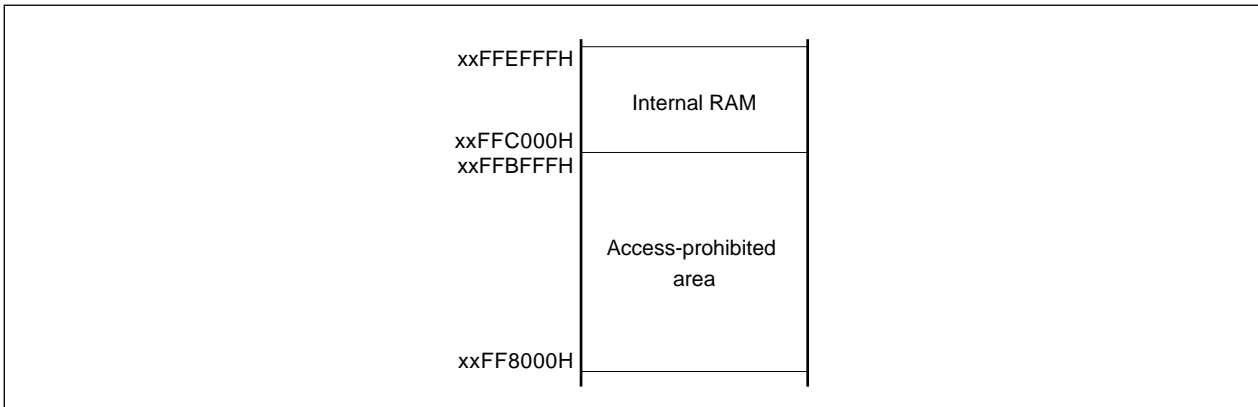 xxFFEFFFH
Internal RAM
xxFFC000H
xxFFBFFFH
Access-prohibited
area
xxFF8000H